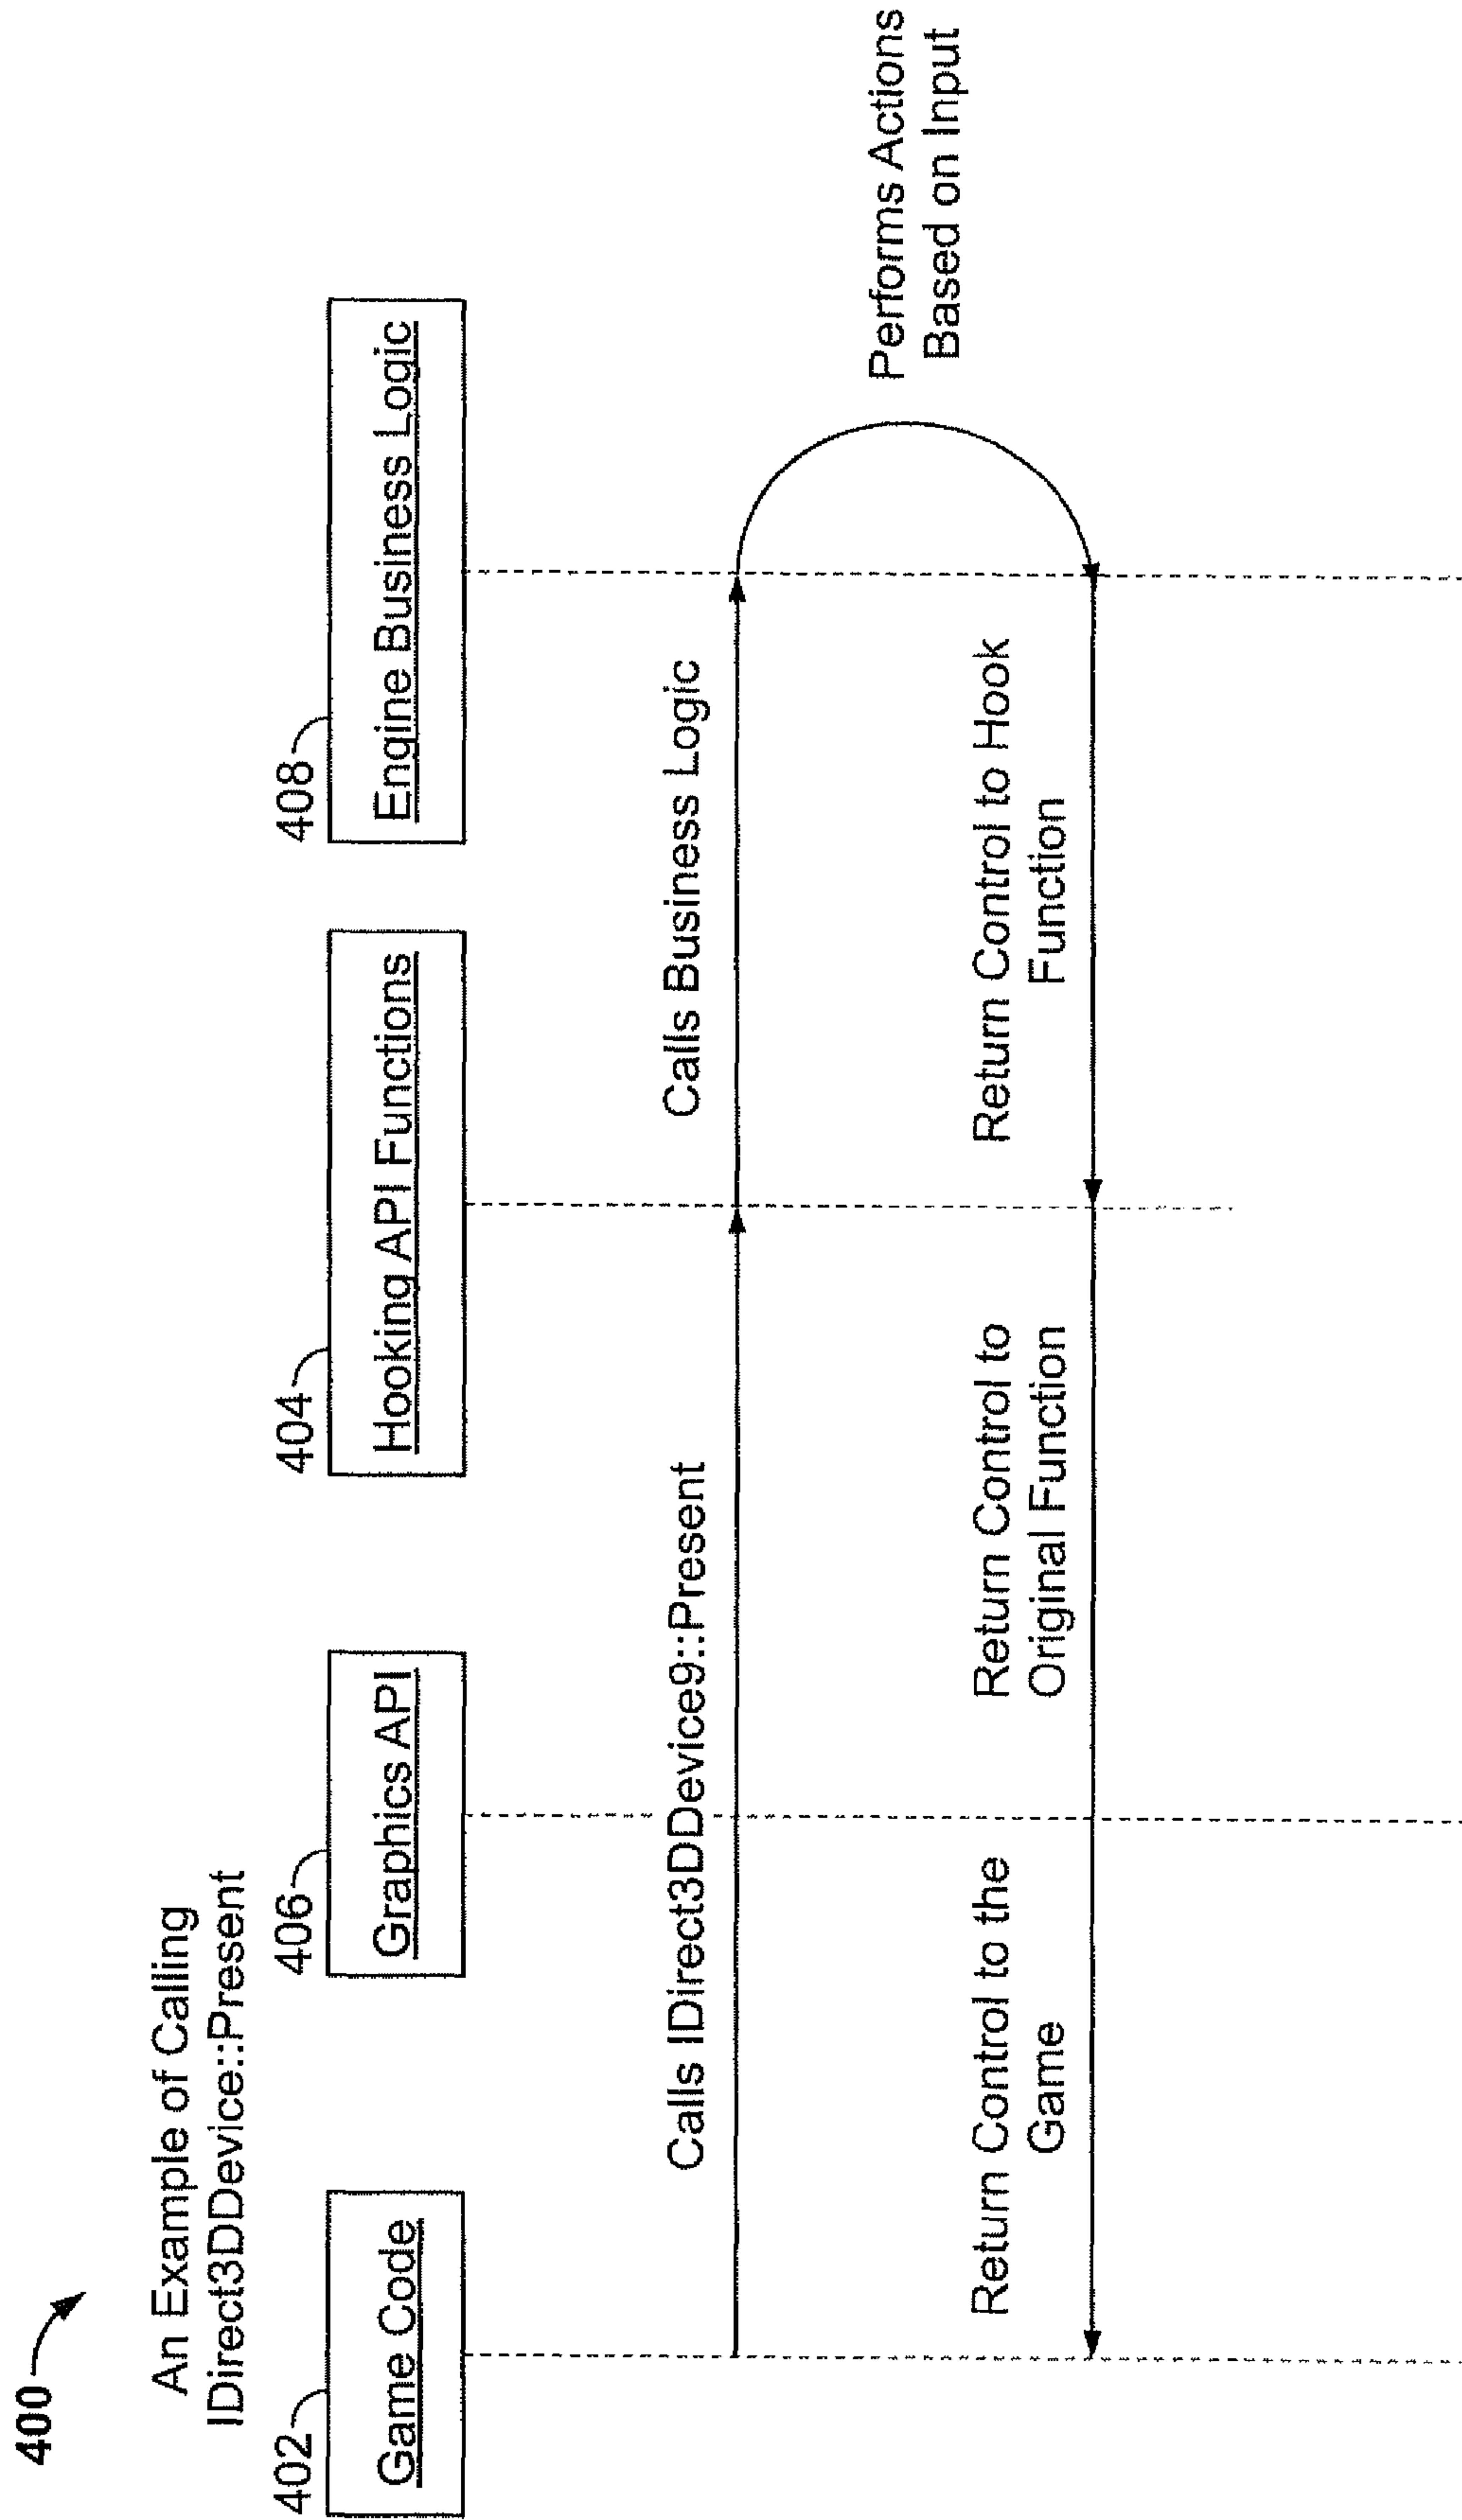 400
An Example of Calling
IDirect3DDevice::Present
402
Game Code
406
Graphics API
404
Hooking API Functions
408
Engine Business Logic
Calls IDirect3DDevice9::Present
Calls Business Logic
Performs Actions
Based on Input
Return Control to the
Game
Return Control to
Original Function
Return Control to Hook
Function